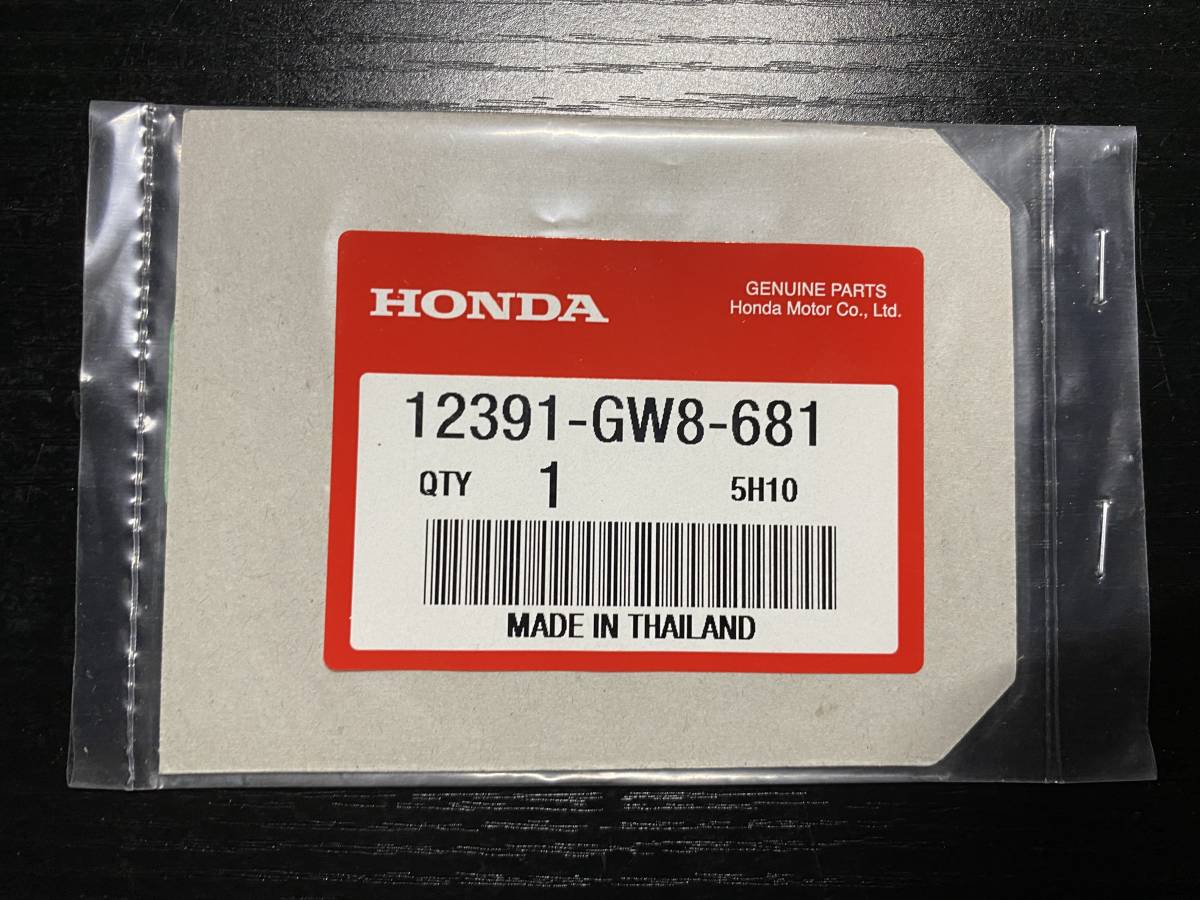 HONDA
GENUINE PARTS
Honda Motor Co., Ltd.
12391-GW8-681
QTY 1 5H10
MADE IN THAILAND